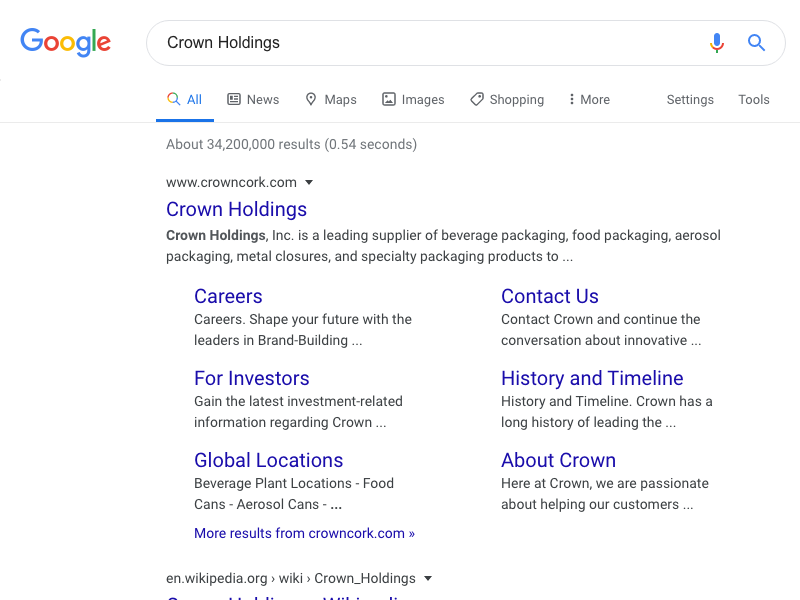 Google
Crown Holdings
All News Maps Images Shopping More Settings Tools
About 34,200,000 results (0.54 seconds)
www.crowncork.com
Crown Holdings
Crown Holdings, Inc. is a leading supplier of beverage packaging, food packaging, aerosol
packaging, metal closures, and specialty packaging products to ...
Careers
Careers. Shape your future with the
leaders in Brand-Building ...
Contact Us
Contact Crown and continue the
conversation about innovative ...
For Investors
Gain the latest investment-related
information regarding Crown ...
History and Timeline
History and Timeline. Crown has a
long history of leading the ...
Global Locations
Beverage Plant Locations - Food
Cans - Aerosol Cans - ...
About Crown
Here at Crown, we are passionate
about helping our customers ...
More results from crowncork.com »
en.wikipedia.org › wiki › Crown_Holdings